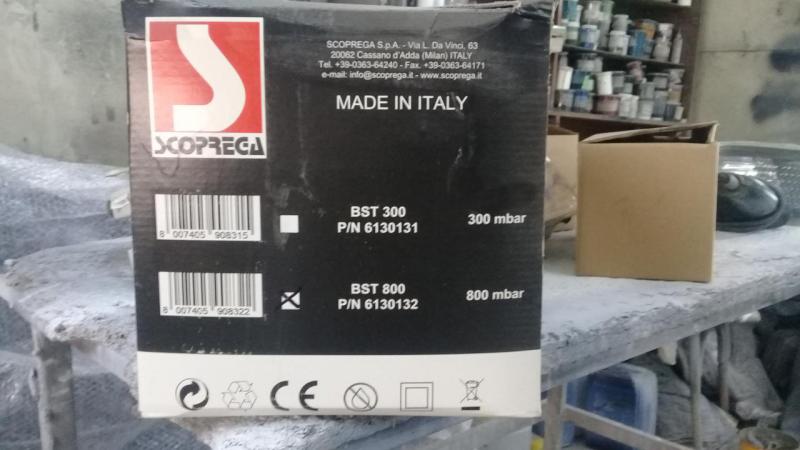 SCOPREGA
SCOPREGA S.p.A. - Via L. Da Vinci, 63
20062 Cassano d'Adda (Milan) ITALY
Tel. +39-0363-64240 - Fax. +39-0363-64171
e-mail: info@scoprega.it - www.scoprega.it
MADE IN ITALY
8 007405 908315
BST 300
P/N 6130131
300 mbar
8 007405 908322
BST 800
P/N 6130132
800 mbar
CE